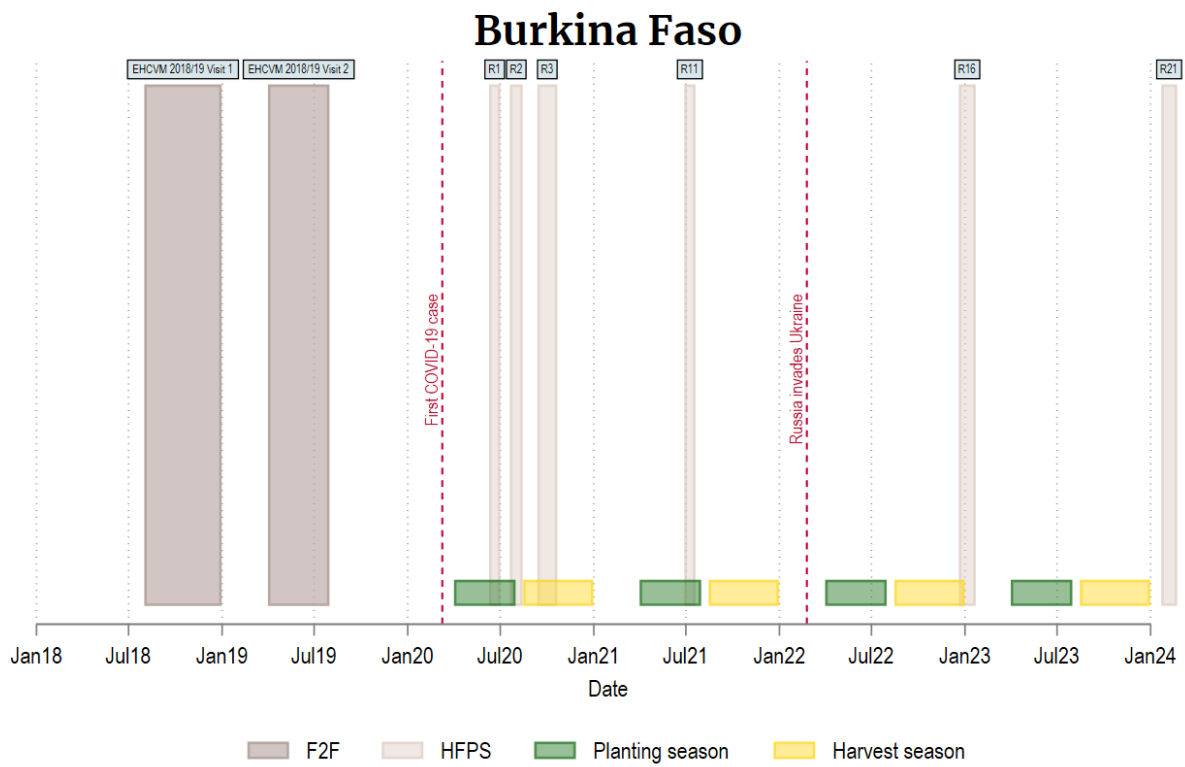 Burkina Faso
EHCVM 2018/19 Visit 1
EHCVM 2018/19 Visit 2
R1
R2
R3
R11
R16
R21
First COVID-19 case
Russia invades Ukraine
Jan18 Jul18 Jan19 Jul19 Jan20 Jul20 Jan21 Jul21 Jan22 Jul22 Jan23 Jul23 Jan24
Date
F2F HFPS Planting season Harvest season